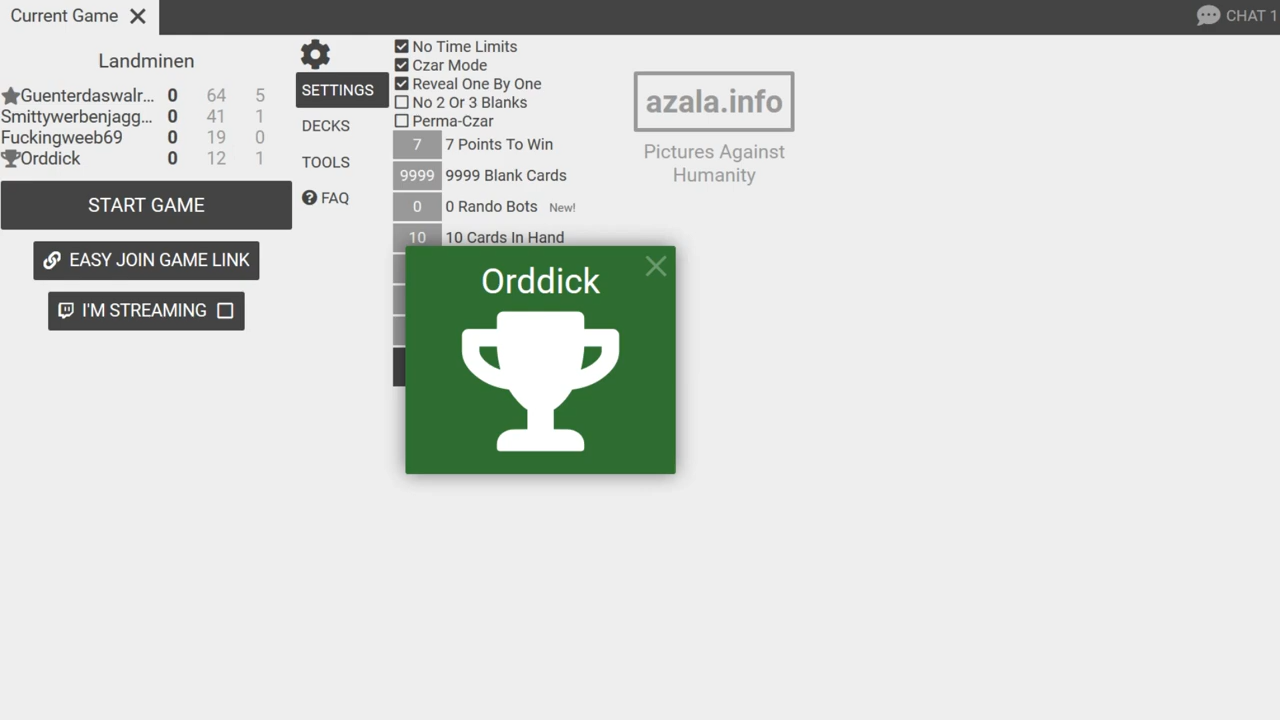 Current Game
CHAT 1
Landminen
Guenterdaswalr... 0 64 5
Smittywerbenjagg... 0 41 1
Fuckingweeb69 0 19 0
Orddick 0 12 1
START GAME
EASY JOIN GAME LINK
I'M STREAMING
SETTINGS
DECKS
TOOLS
FAQ
No Time Limits
Czar Mode
Reveal One By One
No 2 Or 3 Blanks
Perma-Czar
7 7 Points To Win
9999 9999 Blank Cards
0 0 Rando Bots New!
10 10 Cards In Hand
azala.info
Pictures Against
Humanity
Orddick